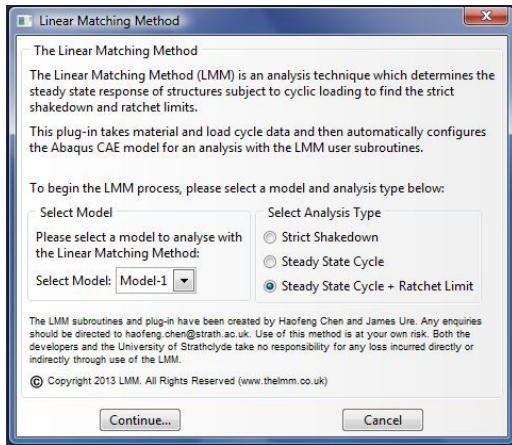 Linear Matching Method
The Linear Matching Method
The Linear Matching Method (LMM) is an analysis technique which determines the
steady state response of structures subject to cyclic loading to find the strict
shakedown and ratchet limits.
This plug-in takes material and load cycle data and then automatically configures
the Abaqus CAE model for an analysis with the LMM user subroutines.
To begin the LMM process, please select a model and analysis type below:
Select Model
Please select a model to analyse with
the Linear Matching Method:
Select Model: Model-1
Select Analysis Type
Strict Shakedown
Steady State Cycle
Steady State Cycle + Ratchet Limit
The LMM subroutines and plug-in have been created by Haofeng Chen and James Ure. Any enquiries
should be directed to haofeng.chen@strath.ac.uk. Use of this method is at your own risk. Both the
developers and the University of Strathclyde take no responsibility for any loss incurred directly or
indirectly through use of the LMM.
© Copyright 2013 LMM. All Rights Reserved (www.thelmm.co.uk)
Continue...
Cancel